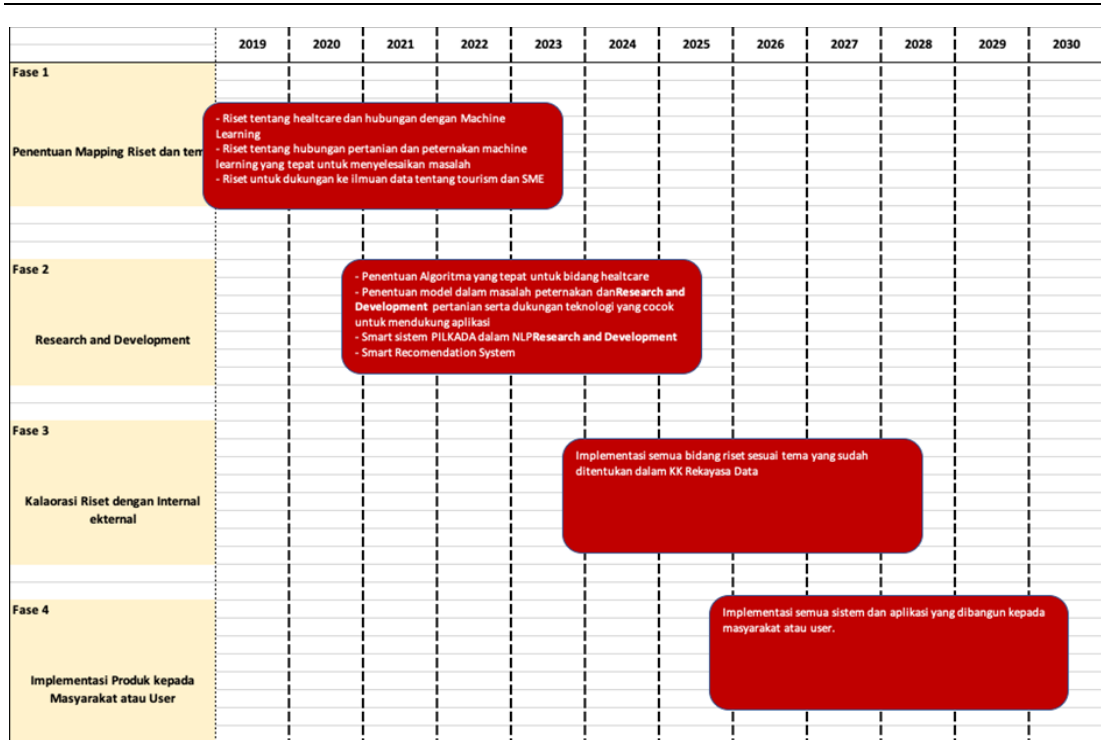 2019 2020 2021 2022 2023 2024 2025 2026 2027 2028 2029 2030
Fase 1
Penentuan Mapping Riset dan tem
- Riset tentang healtcare dan hubungan dengan Machine
Learning
- Riset tentang hubungan pertanian dan peternakan machine
learning yang tepat untuk menyelesaikan masalah
- Riset untuk dukungan ke ilmuan data tentang tourism dan SME
Fase 2
Research and Development
- Penentuan Algoritma yang tepat untuk bidang healtcare
- Penentuan model dalam masalah peternakan danResearch and
Development pertanian serta dukungan teknologi yang cocok
untuk mendukung aplikasi
- Smart sistem PILKADA dalam NLPResearch and Development
- Smart Recomendation System
Fase 3
Kalaorasi Riset dengan Internal
ekternal
Implementasi semua bidang riset sesuai tema yang sudah
ditentukan dalam KK Rekayasa Data
Fase 4
Implementasi Produk kepada
Masyarakat atau User
Implementasi semua sistem dan aplikasi yang dibangun kepada
masyarakat atau user.